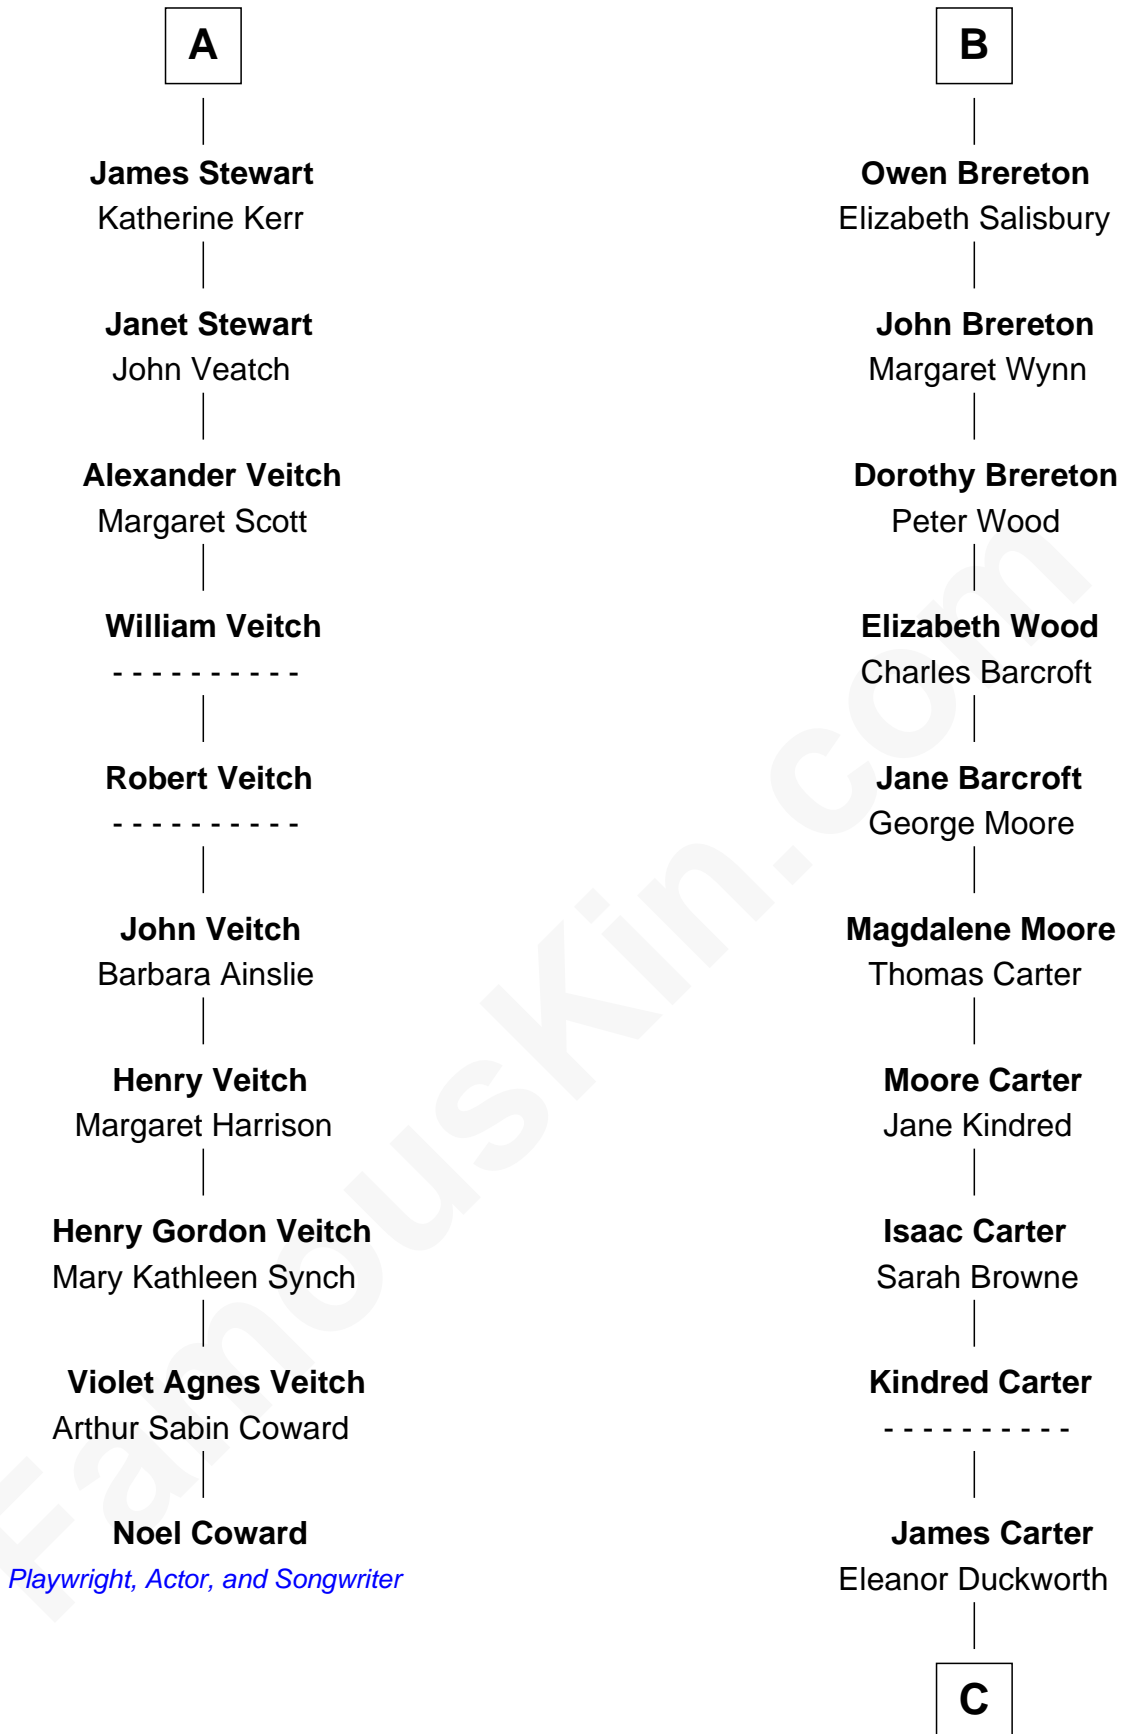 A
James Stewart
Katherine Kerr
Janet Stewart
John Veatch
Alexander Veitch
Margaret Scott
William Veitch
- - - - - - - - - -
Robert Veitch
- - - - - - - - - -
John Veitch
Barbara Ainslie
Henry Veitch
Margaret Harrison
Henry Gordon Veitch
Mary Kathleen Synch
Violet Agnes Veitch
Arthur Sabin Coward
Noel Coward
Playwright, Actor, and Songwriter
B
Owen Brereton
Elizabeth Salisbury
John Brereton
Margaret Wynn
Dorothy Brereton
Peter Wood
Elizabeth Wood
Charles Barcroft
Jane Barcroft
George Moore
Magdalene Moore
Thomas Carter
Moore Carter
Jane Kindred
Isaac Carter
Sarah Browne
Kindred Carter
- - - - - - - - - -
James Carter
Eleanor Duckworth
C
FamousKin.com